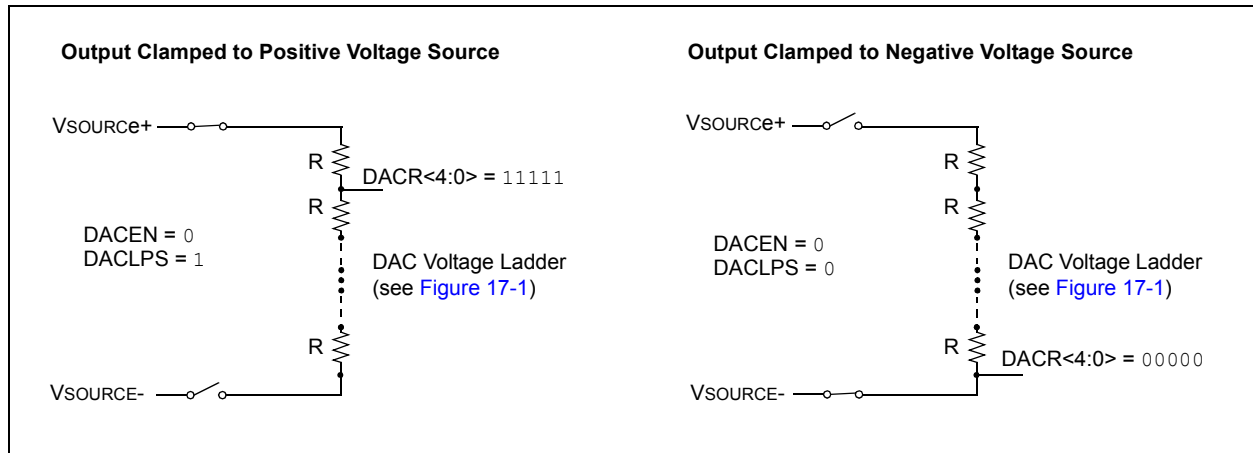 Output Clamped to Positive Voltage Source
VSOURCe+
R
DACR<4:0> = 11111
R
DACEN = 0
DACLPS = 1
DAC Voltage Ladder
(see Figure 17-1)
R
VSOURCE-
Output Clamped to Negative Voltage Source
VSOURCe+
R
R
DACEN = 0
DACLPS = 0
DAC Voltage Ladder
(see Figure 17-1)
R
DACR<4:0> = 00000
VSOURCE-